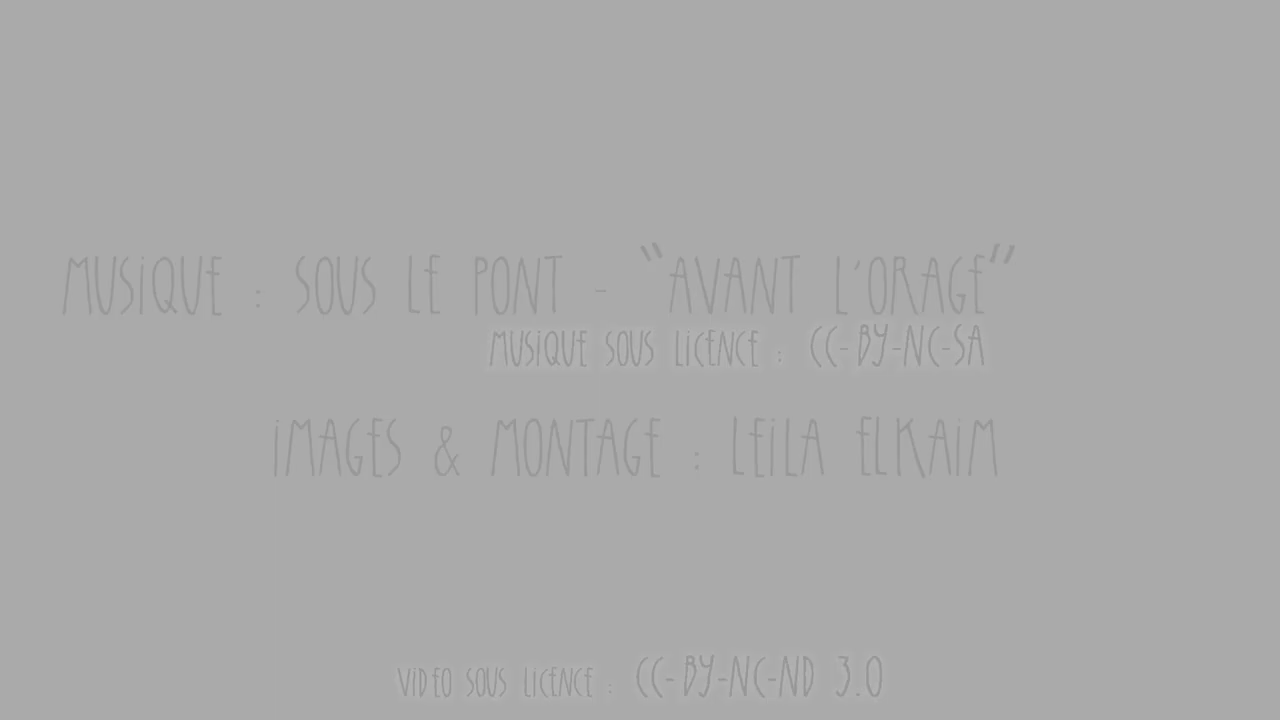 MUSiQUE : SOUS LE PONT - "AVANT L'ORAGE"
MUSiQUE SOUS LiCENCE : CC-BY-NC-SA
iMAGES & MONTAGE : LEiLA ELKAiM
ViDEO SOUS LiCENCE : CC-BY-NC-ND 3.0